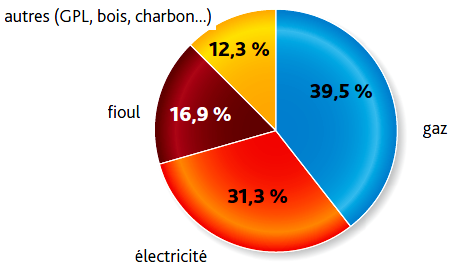 autres (GPL, bois, charbon...)
12,3 %
39,5 %
fioul
16,9 %
gaz
31,3 %
électricité